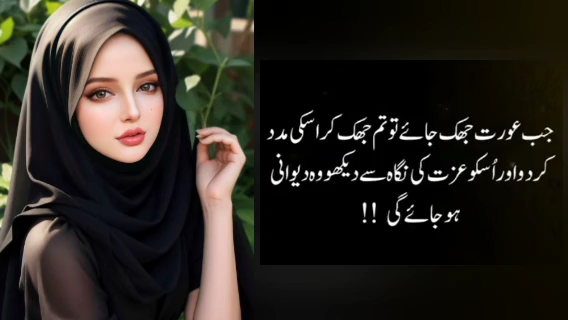 جب عورت جھک جائے تو تم جھک کر اسکی مدد
کر دو اور اُسکو عزت کی نگاہ سے دیکھو وہ دیوانی
ہو جائے گی !!